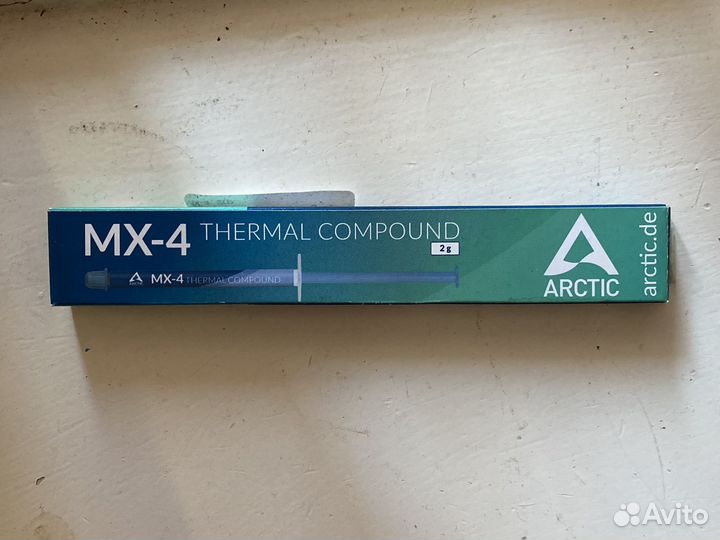 MX-4 THERMAL COMPOUND
2g
MX-4 THERMAL COMPOUND
ARCTIC
ARCTIC
arctic.de
Avito